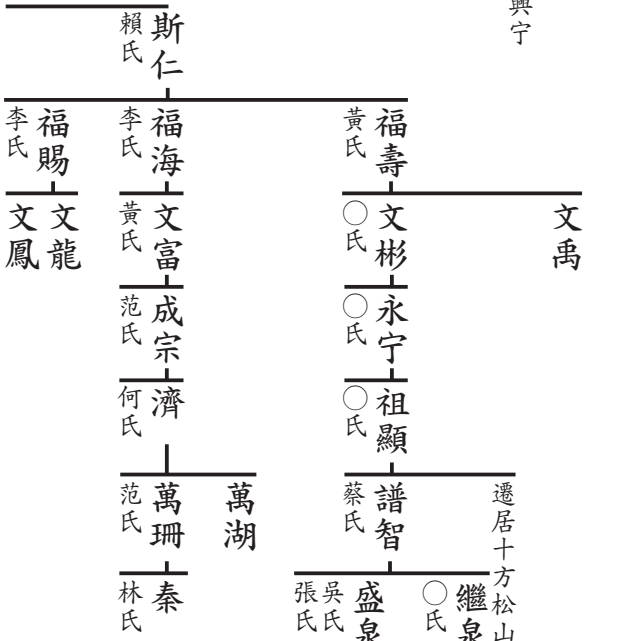 興宁
斯仁
賴氏
福壽
黃氏
福海
李氏
福賜
李氏
文禹
文彬
○氏
文富
黃氏
文龍
文鳳
永宁
○氏
成宗
范氏
祖顯
○氏
濟
何氏
遷居十方松山
譜智
蔡氏
萬湖
萬珊
范氏
繼泉
○氏
盛泉
吳氏
張氏
秦
林氏